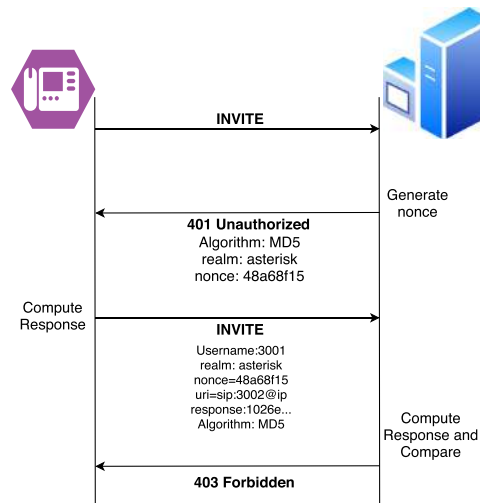 INVITE
Generate
nonce
401 Unauthorized
Algorithm: MD5
realm: asterisk
nonce: 48a68f15
Compute
Response
INVITE
Username:3001
realm: asterisk
nonce=48a68f15
uri=sip:3002@ip
response:1026e...
Algorithm: MD5
Compute
Response and
Compare
403 Forbidden